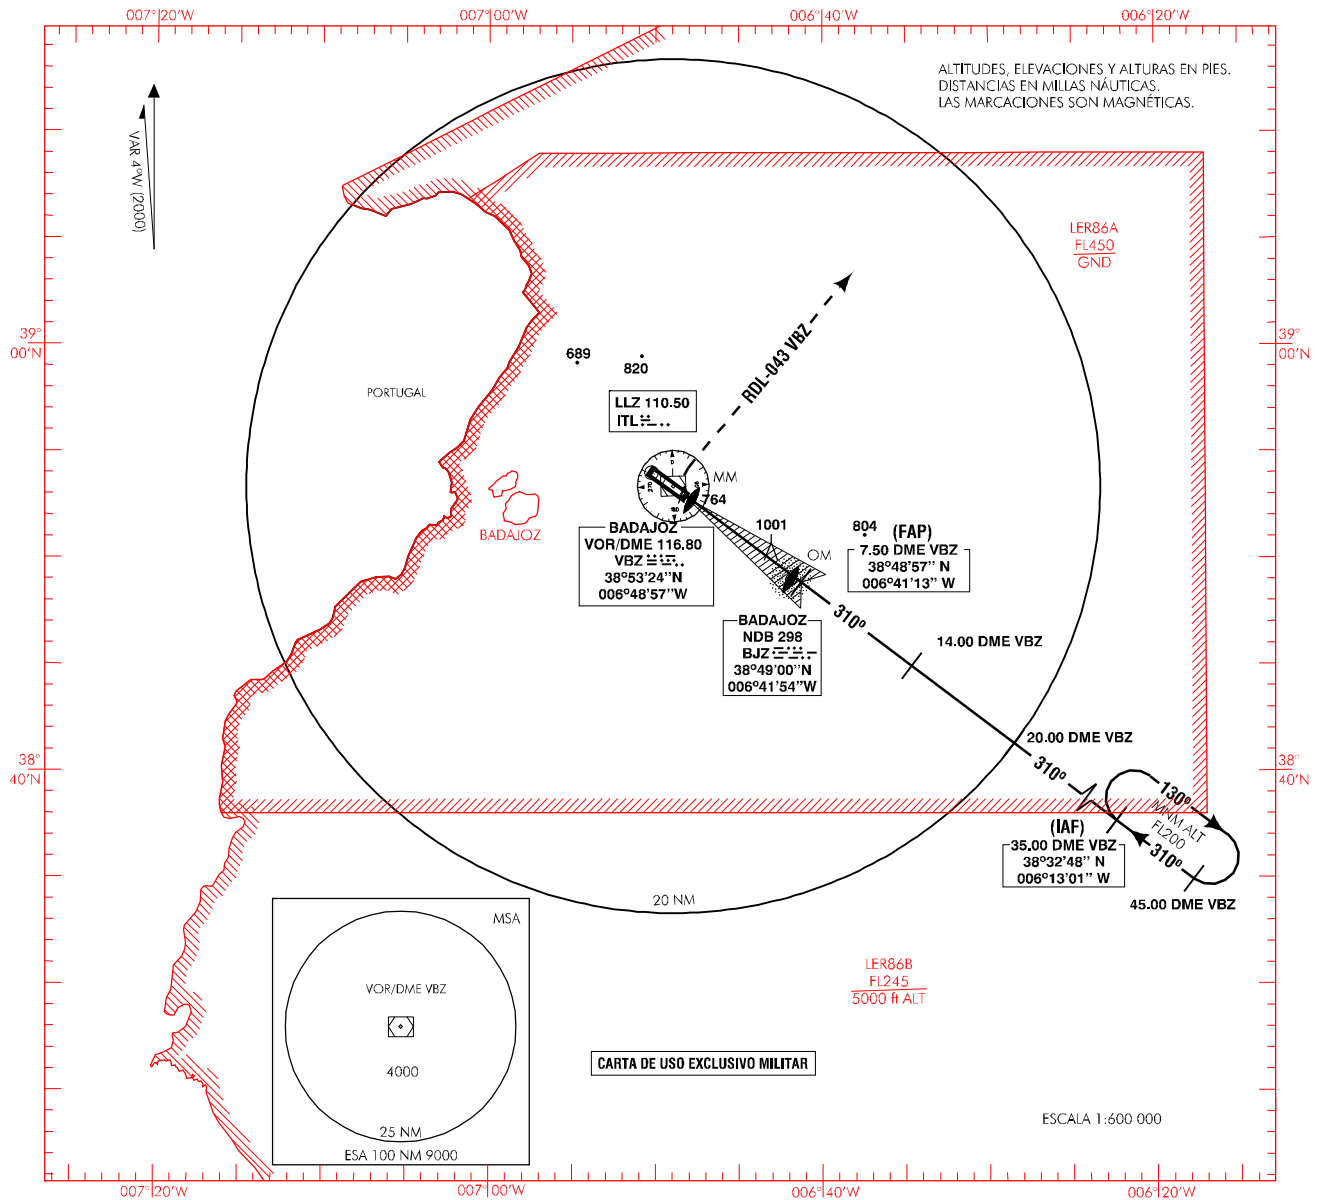 007°20'W
007°00'W
006°40'W
006°20'W
ALTITUDES, ELEVACIONES Y ALTURAS EN PIES.
DISTANCIAS EN MILLAS NÁUTICAS.
LAS MARCACIONES SON MAGNÉTICAS.
VAR 4°W (2000)
LER86A
FL450
GND
39°
00'N
39°
00'N
RDL-043 VBZ
689
820
PORTUGAL
LLZ 110.50
ITL
MM
764
BADAJOZ
BADAJOZ
VOR/DME 116.80
VBZ
38°53'24''N
006°48'57''W
1001
OM
804
(FAP)
7.50 DME VBZ
38°48'57'' N
006°41'13'' W
310°
BADAJOZ
NDB 298
BJZ
38°49'00''N
006°41'54''W
14.00 DME VBZ
20.00 DME VBZ
38°
40'N
38°
40'N
310°
130°
MNM ALT
FL200
310°
(IAF)
35.00 DME VBZ
38°32'48'' N
006°13'01'' W
45.00 DME VBZ
20 NM
MSA
VOR/DME VBZ
4000
25 NM
ESA 100 NM 9000
LER86B
FL245
5000 ft ALT
CARTA DE USO EXCLUSIVO MILITAR
ESCALA 1:600 000
007°20'W
007°00'W
006°40'W
006°20'W